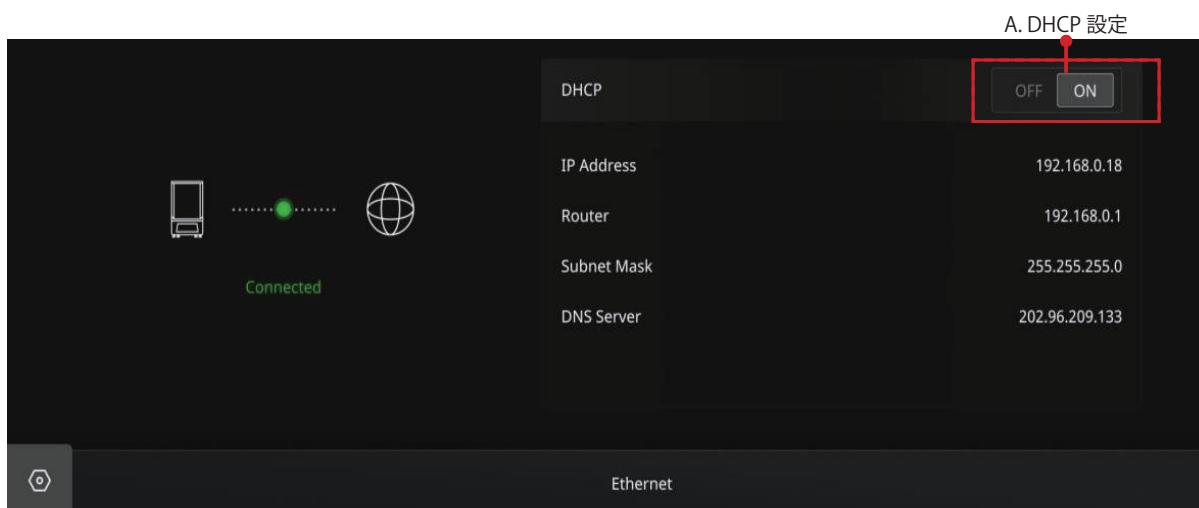 A. DHCP 設定
DHCP
OFF ON
IP Address 192.168.0.18
Router 192.168.0.1
Subnet Mask 255.255.255.0
DNS Server 202.96.209.133
Connected
Ethernet